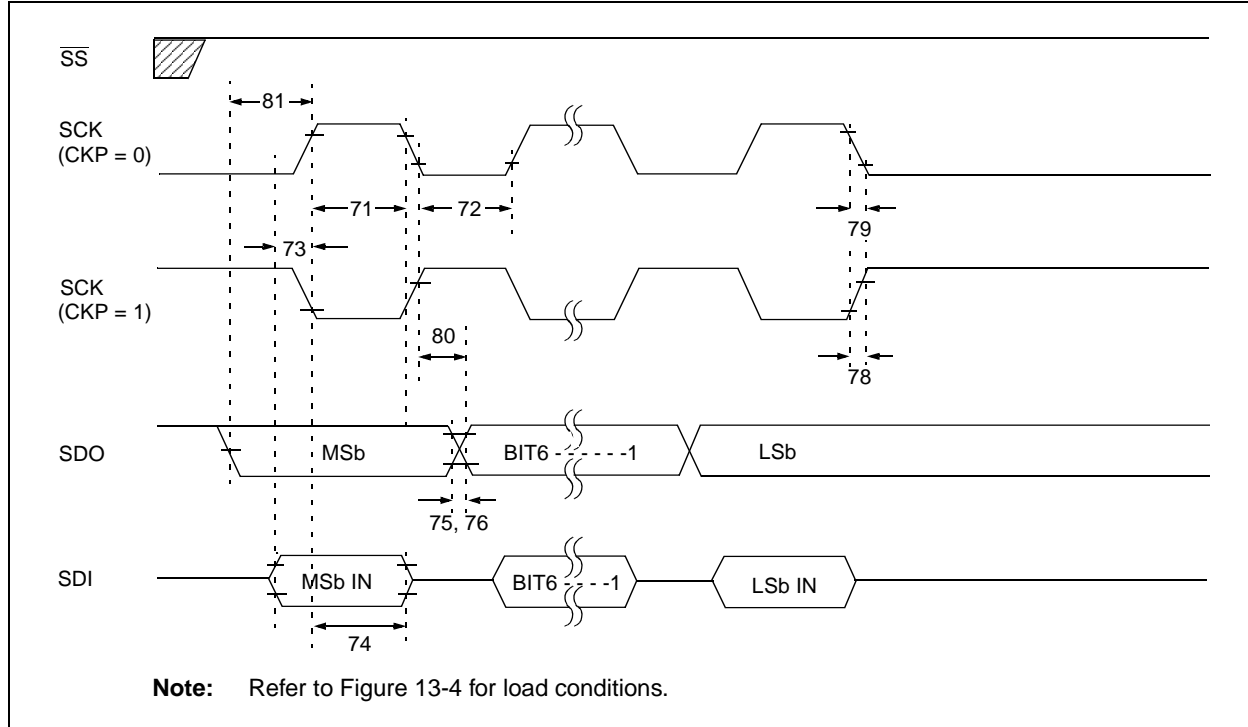 SS
81
SCK
(CKP = 0)
71
72
73
79
SCK
(CKP = 1)
80
78
SDO
MSb
BIT6 - - - - - -1
LSb
75, 76
SDI
MSb IN
BIT6 - - - -1
LSb IN
74
Note: Refer to Figure 13-4 for load conditions.